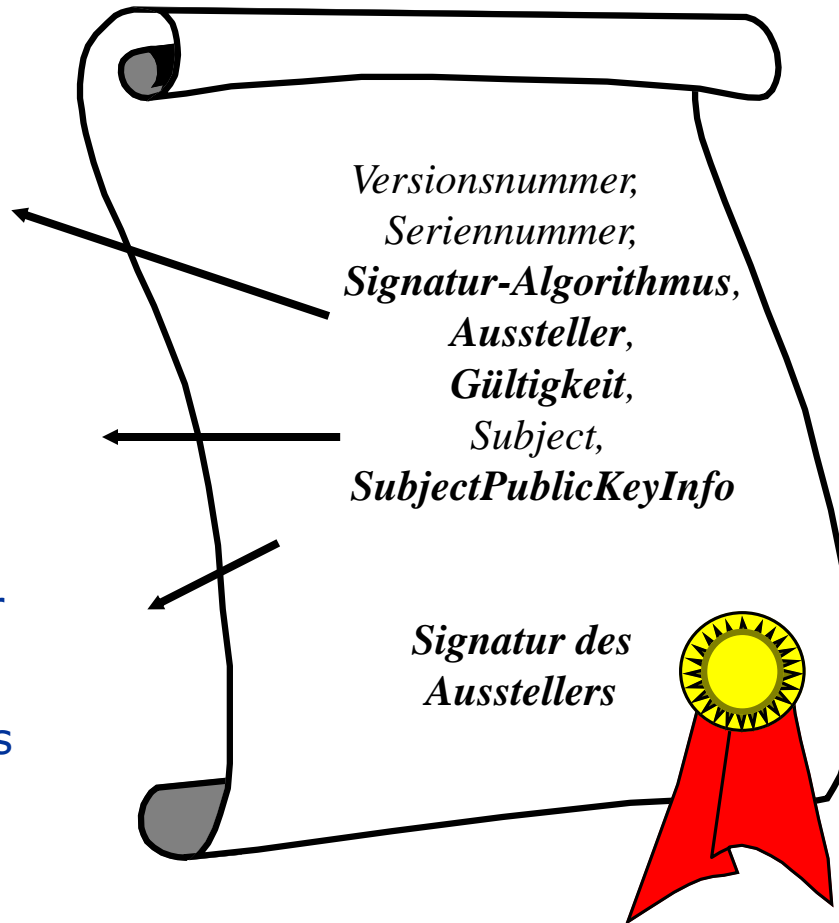 Versionsnummer,
Seriennummer,
Signatur-Algorithmus,
Aussteller,
Gültigkeit,
Subject,
SubjectPublicKeyInfo
Signatur des
Ausstellers